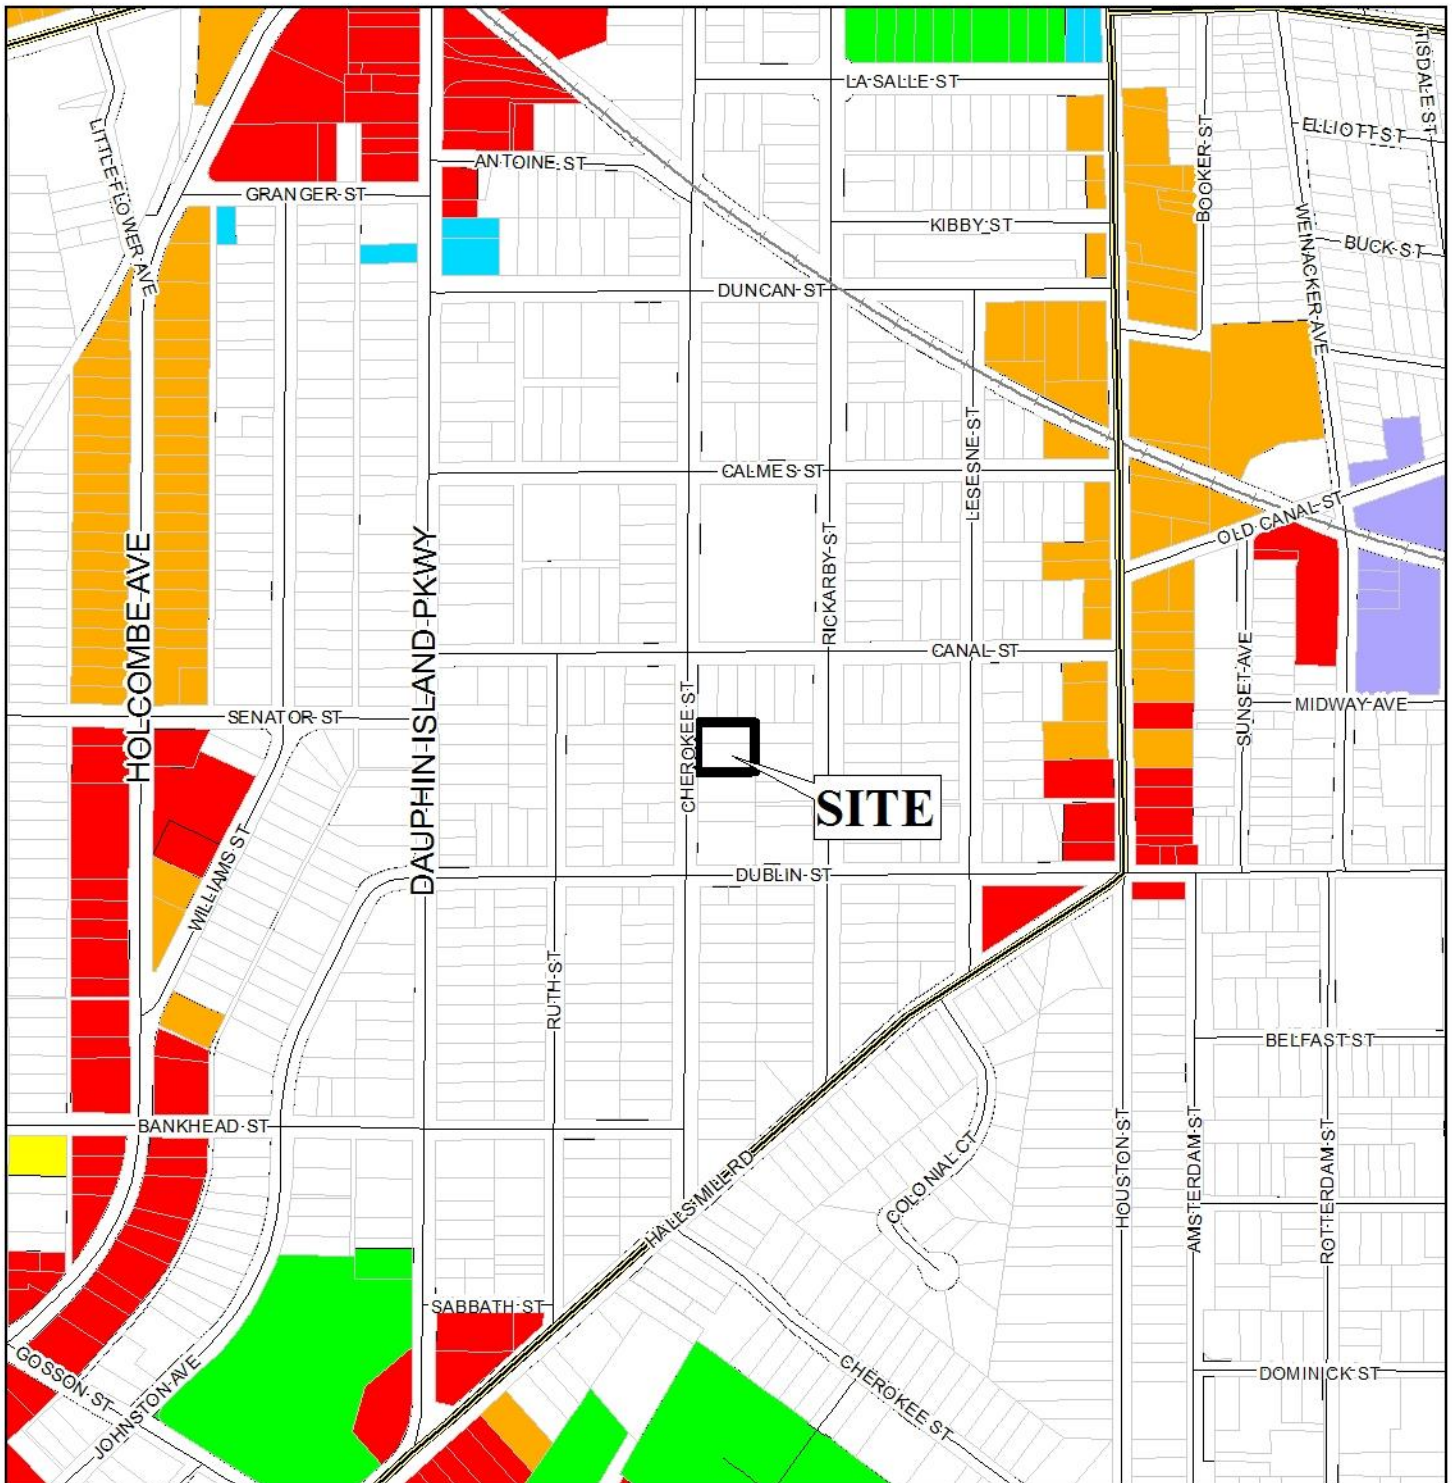 TISDALE ST
LA SALLE ST
LITTLE FLOWER AVE
BOOKER ST
ELLIOTT ST
ANTOINE ST
GRANGER ST
KIBBY ST
WEINACKER AVE
BUCK ST
DUNCAN ST
LESESNE ST
CALMES ST
OLD CANAL ST
HOLCOMBE AVE
DAUPHIN ISLAND PKWY
RICKARBY ST
CANAL ST
SUNSET AVE
CHEROKEE ST
SENATOR ST
MIDWAY AVE
SITE
WILLIAMS ST
DUBLIN ST
RUTH ST
BELFAST ST
BANKHEAD ST
HOUSTON ST
AMSTERDAM ST
ROTTERDAM ST
COLONIAL CT
HALLS MILL RD
SABBATH ST
GOSSON ST
JOHNSTON AVE
CHEROKEE ST
DOMINICK ST